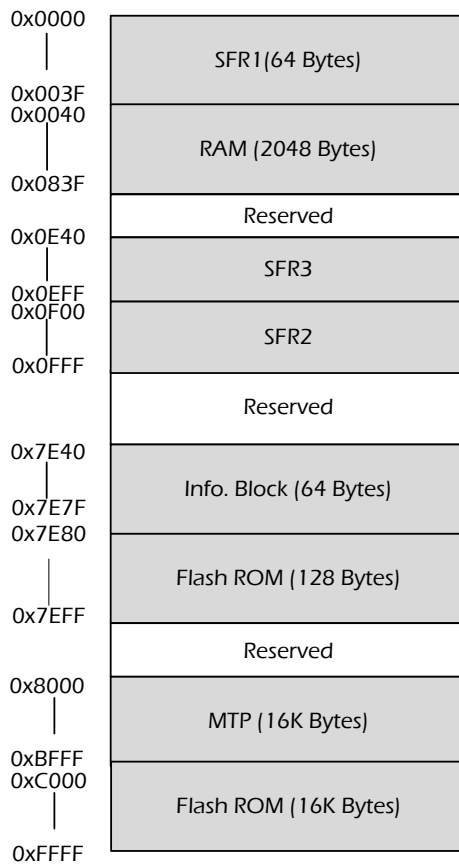 0x0000
SFR1(64 Bytes)
0x003F
0x0040
RAM (2048 Bytes)
0x083F
Reserved
0x0E40
SFR3
0x0EFF
0x0F00
SFR2
0x0FFF
Reserved
0x7E40
Info. Block (64 Bytes)
0x7E7F
0x7E80
Flash ROM (128 Bytes)
0x7EFF
Reserved
0x8000
MTP (16K Bytes)
0xBFFF
0xC000
Flash ROM (16K Bytes)
0xFFFF